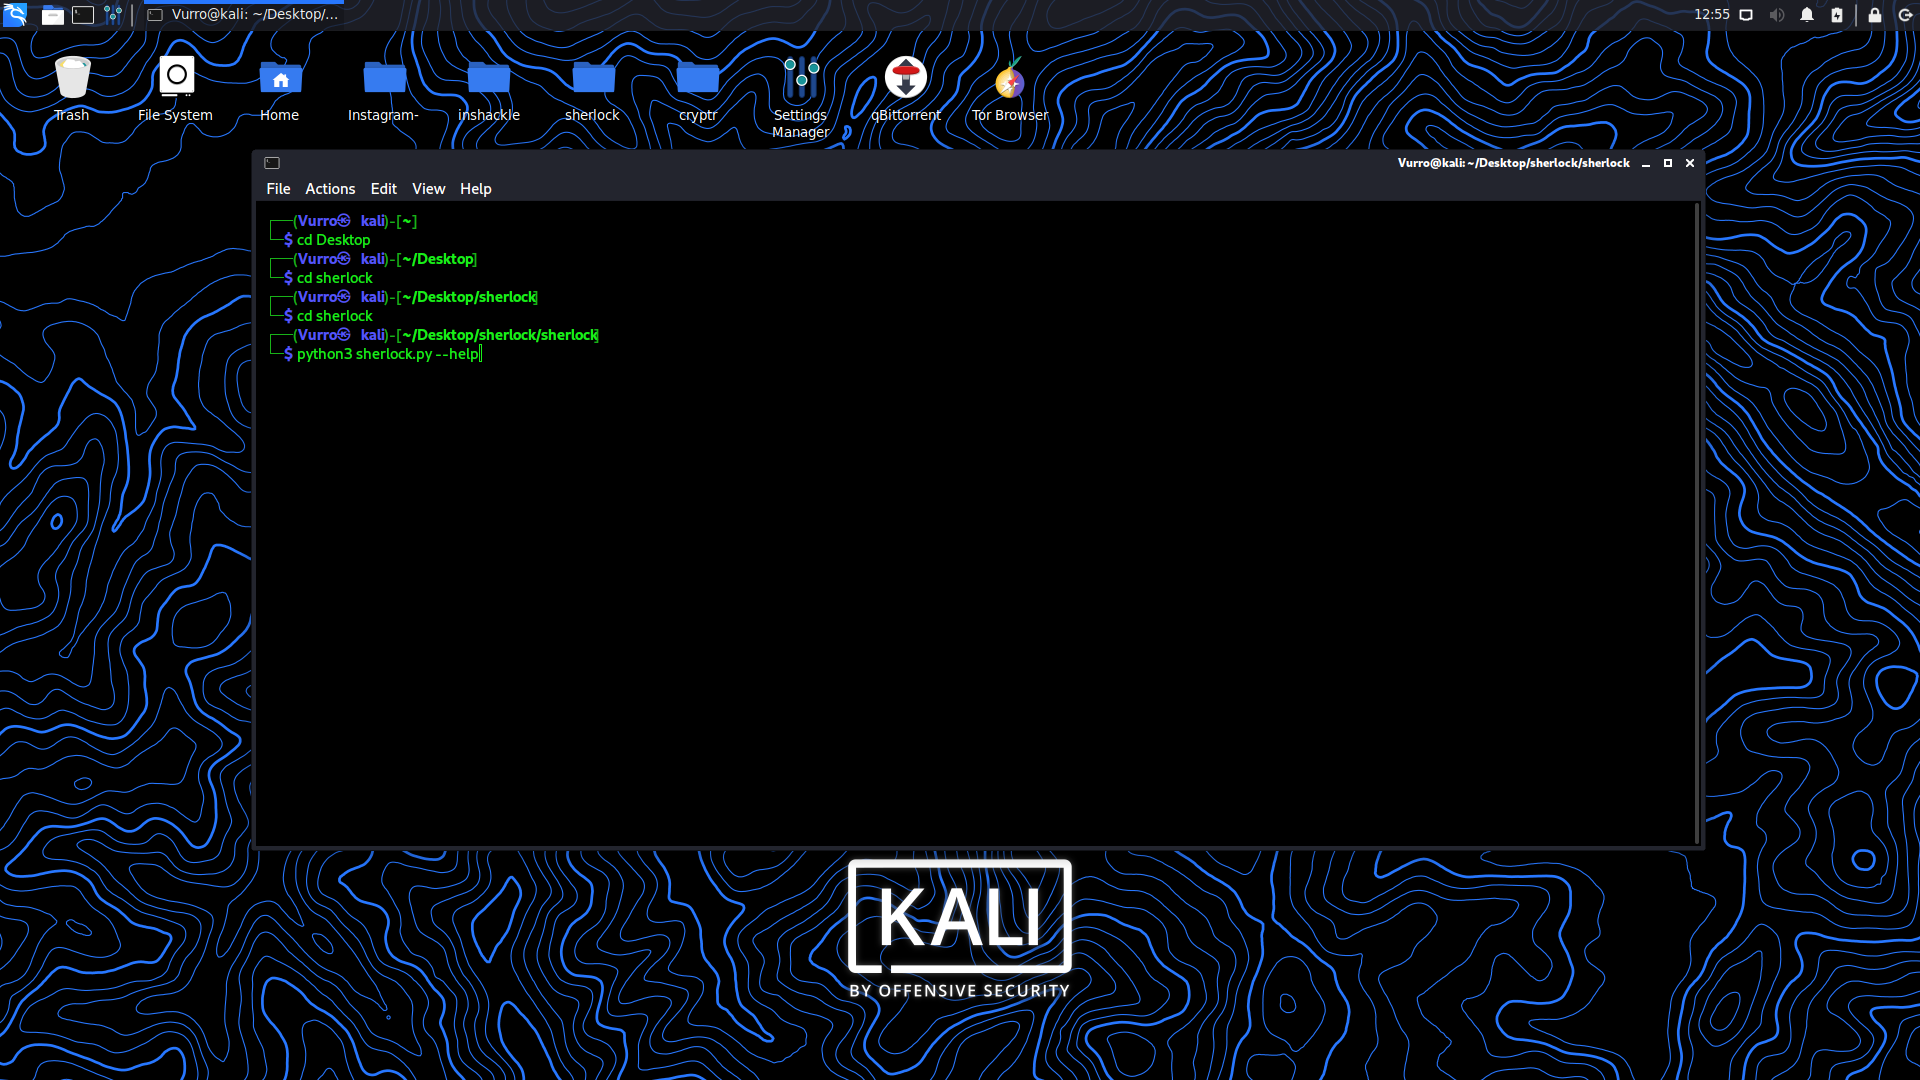 Vurro@kali: ~/Desktop/...
12:55
Trash
File System
Home
Instagram-
inshackle
sherlock
cryptr
Settings
Manager
qBittorrent
Tor Browser
Vurro@kali: ~/Desktop/sherlock/sherlock
File Actions Edit View Help
┌──(Vurro㉿ kali)-[~]
└─$ cd Desktop
┌──(Vurro㉿ kali)-[~/Desktop]
└─$ cd sherlock
┌──(Vurro㉿ kali)-[~/Desktop/sherlock]
└─$ cd sherlock
┌──(Vurro㉿ kali)-[~/Desktop/sherlock/sherlock]
└─$ python3 sherlock.py --help
KALI
BY OFFENSIVE SECURITY